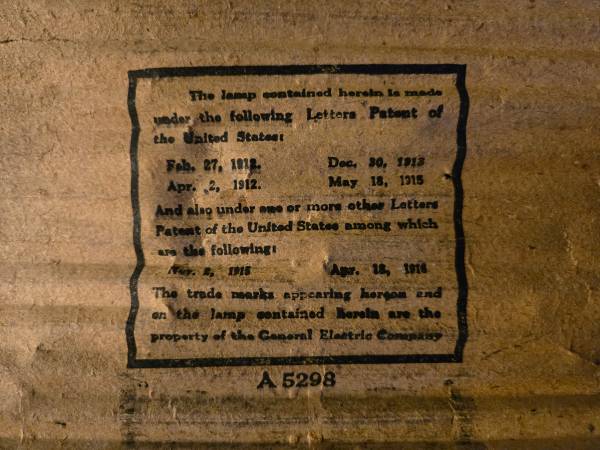 The lamp contained herein is made
under the following Letters Patent of
the United States:
Feb. 27, 1912. Dec. 30, 1913
Apr. 2, 1912. May 18, 1915
And also under one or more other Letters
Patent of the United States among which
are the following:
Nov. 2, 1915 Apr. 18, 1916
The trade marks appearing hereon and
on the lamp contained herein are the
property of the General Electric Company
A 5298